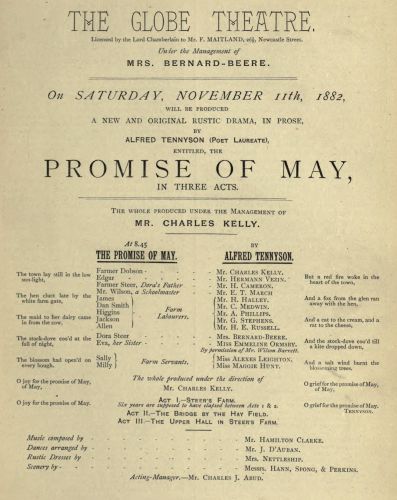 THE GLOBE THEATRE.
Licensed by the Lord Chamberlain to Mr. F. MAITLAND, esq, Newcastle Street.
Under the Management of
MRS. BERNARD-BEERE.
On SATURDAY, NOVEMBER 11th, 1882,
WILL BE PRODUCED
A NEW AND ORIGINAL RUSTIC DRAMA, IN PROSE,
BY
ALFRED TENNYSON (POET LAUREATE),
ENTITLED, THE
PROMISE OF MAY,
IN THREE ACTS.
THE WHOLE PRODUCED UNDER THE MANAGEMENT OF
MR. CHARLES KELLY.
At 8.45 BY
THE PROMISE OF MAY. ALFRED TENNYSON.
The town lay still in the low
sun-light,
The hen cluct late by the
white farm gate,
The maid to her dairy came
in from the cow,
The stock-dove coo'd at the
fall of night,
The blossom had open'd on
every bough.
O joy for the promise of May,
of May,
O joy for the promise of May.
Farmer Dobson - Mr. CHARLES KELLY.
Edgar - Mr. HERMANN VEZIN.
Farmer Steer, Dora's Father - Mr. H. CAMERON.
Mr. Wilson, a Schoolmaster - Mr. E. T. MARCH
James - Mr. H. HALLEY.
Dan Smith - Mr. C. MEDWIN.
Higgins - Mr. A. PHILLIPS.
Jackson - Mr. G. STEPHENS.
Allen - Mr. H. E. RUSSELL.
Farm
Labourers.
Dora Steer - Mrs. BERNARD-BEERE.
Eva, her Sister - Miss EMMELINE ORMSBY.
By permission of Mr. Wilson Barrett.
Sally - Miss ALEXES LEIGHTON.
Milly - Miss MAGGIE HUNT.
Farm Servants.
The whole produced under the direction of
Mr. CHARLES KELLY.
ACT I.—STEER'S FARM.
Six years are supposed to have elapsed between Acts 1 & 2.
ACT II.—THE BRIDGE BY THE HAY FIELD.
ACT III.—THE UPPER HALL IN STEER'S FARM.
But a red fire woke in the
heart of the town,
And a fox from the glen ran
away with the hen,
And a cat to the cream, and a
rat to the cheese,
And the stock-dove coo'd till
a kite dropped down,
And a salt wind burnt the
blossoming trees.
O grief for the promise of May,
of May,
O grief for the promise of May.
TENNYSON.
Music composed by - MR. HAMILTON CLARKE.
Dances arranged by - MR. J. D'AUBAN.
Rustic Dresses by - MRS. NETTLESHIP.
Scenery by - MESSRS. HANN, SPONG, & PERKINS.
Acting-Manager.—MR. CHARLES J. ABUD.